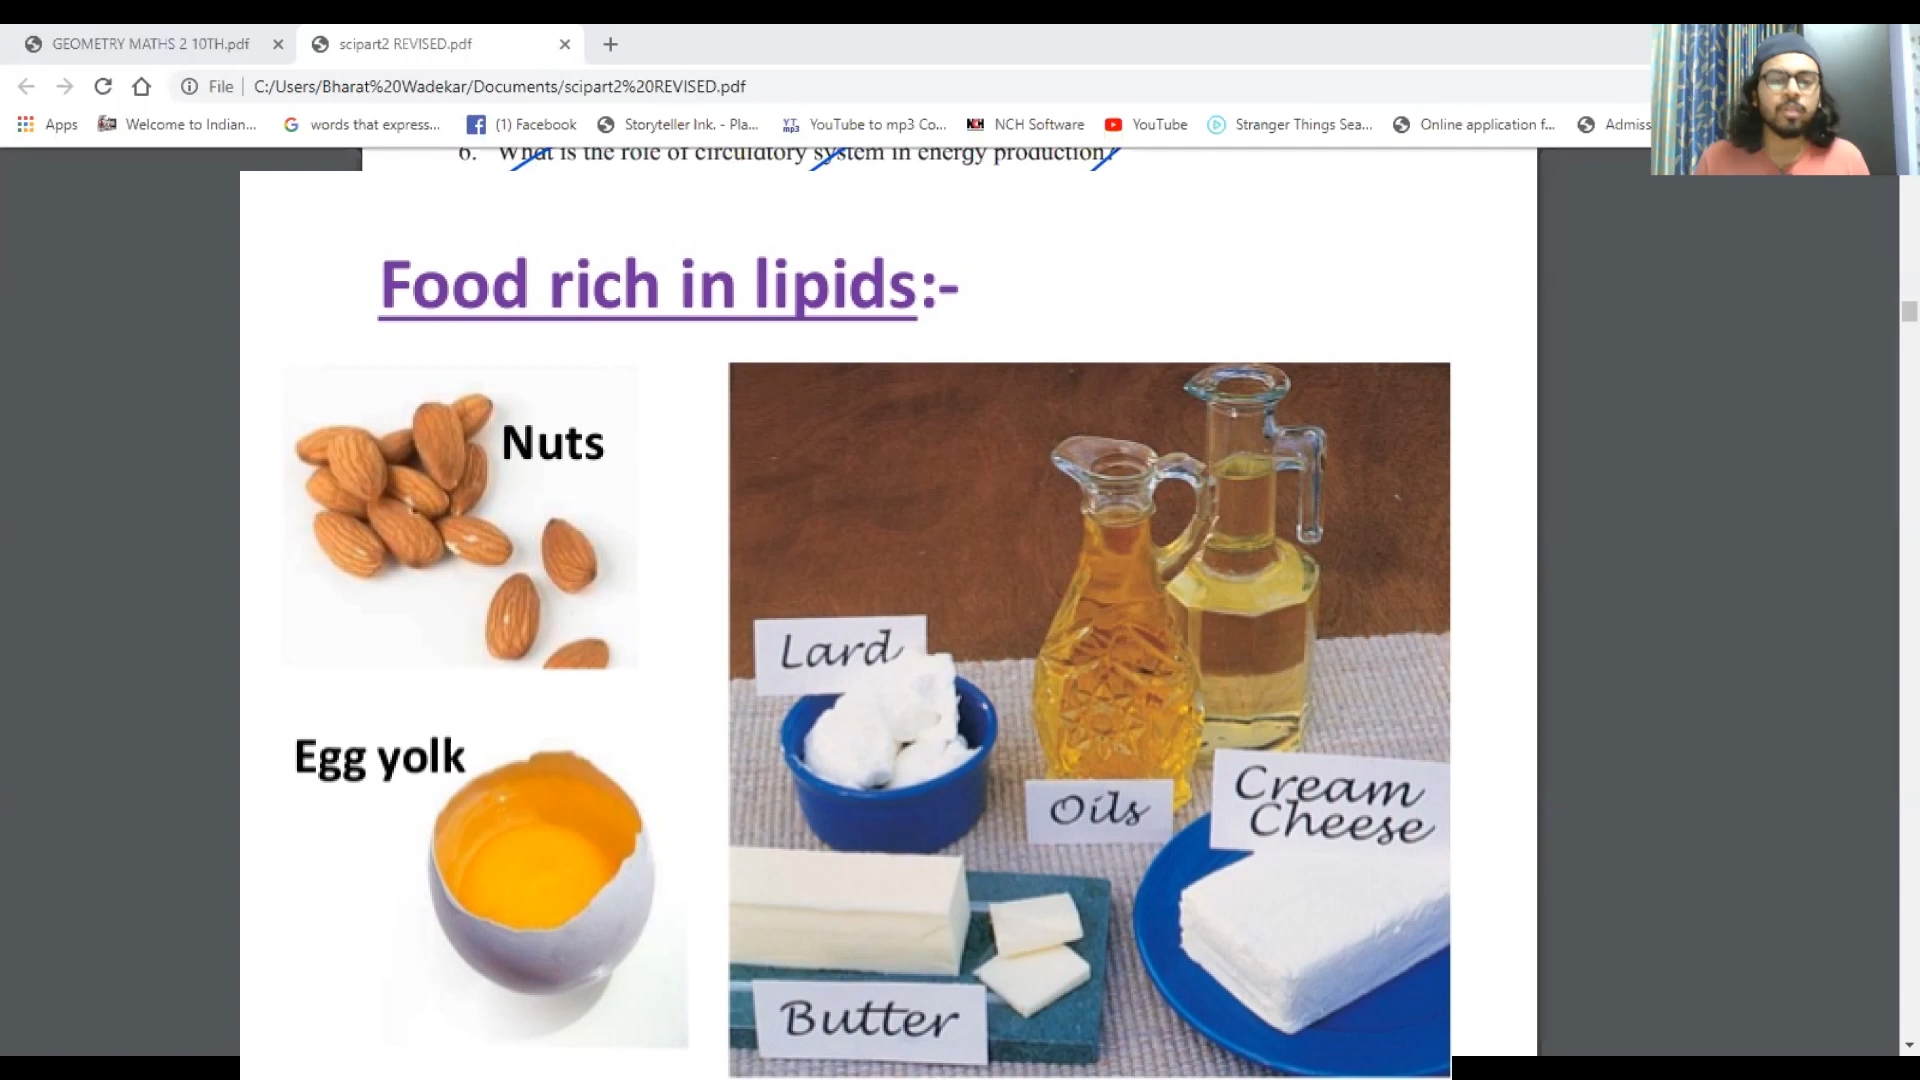 GEOMETRY MATHS 2 10TH.pdf
scipart2 REVISED.pdf
File
C:/Users/Bharat%20Wadekar/Documents/scipart2%20REVISED.pdf
Apps
Welcome to Indian...
words that express...
(1) Facebook
Storyteller Ink. - Pla...
YouTube to mp3 Co...
NCH Software
YouTube
Stranger Things Sea...
Online application f...
Admiss
6. What is the role of circulatory system in energy production?
Food rich in lipids:-
Nuts
Egg yolk
Lard
Oils
Cream
Cheese
Butter